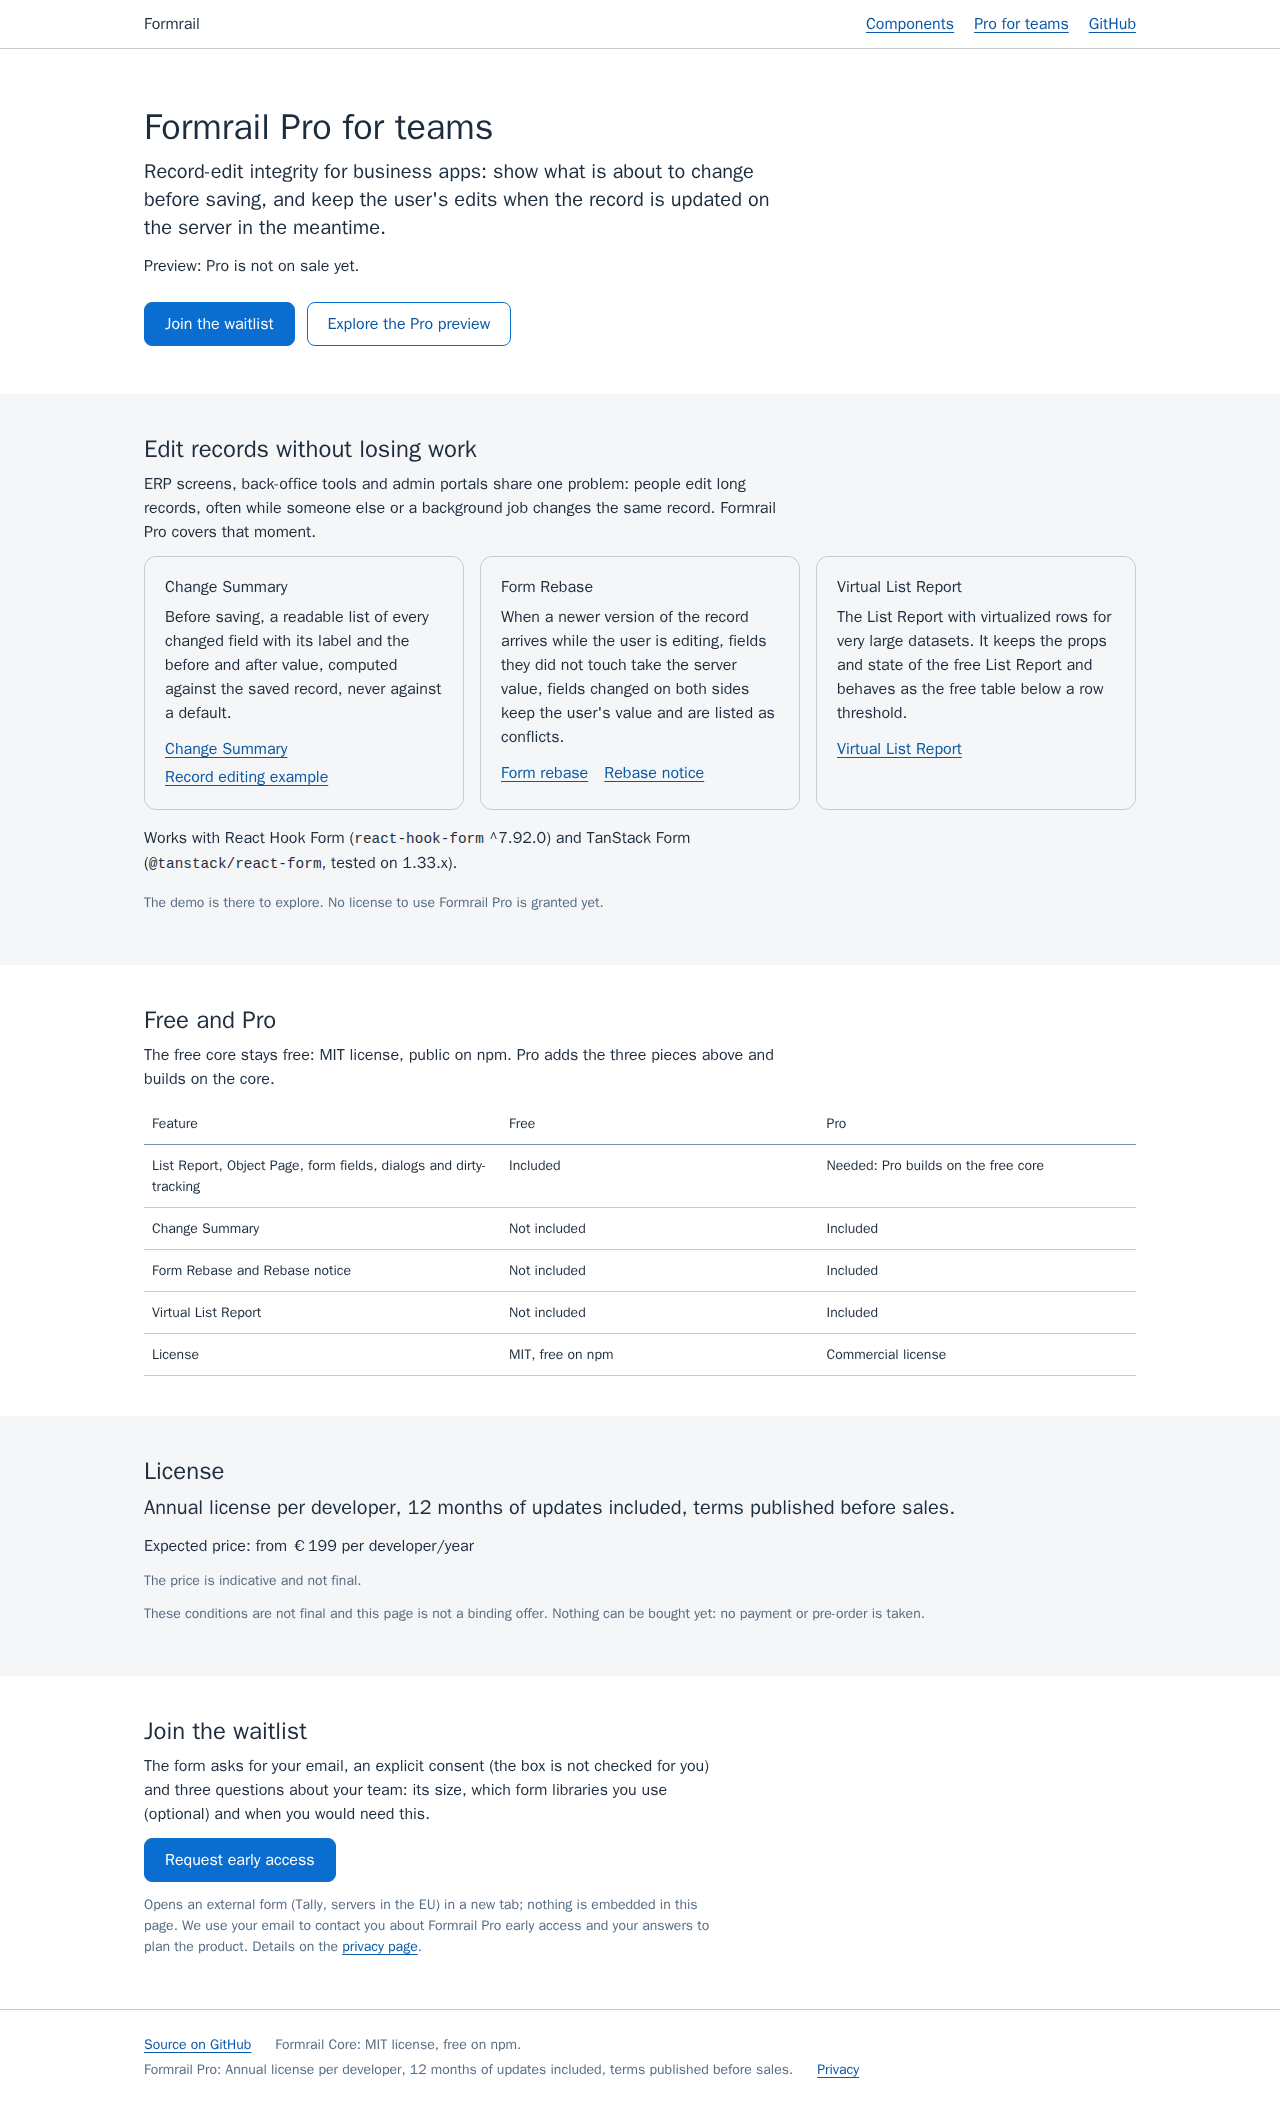 Formrail
Components
Pro for teams
GitHub
Formrail Pro for teams
Record-edit integrity for business apps: show what is about to change
before saving, and keep the user's edits when the record is updated on
the server in the meantime.
Preview: Pro is not on sale yet.
Join the waitlist
Explore the Pro preview
Edit records without losing work
ERP screens, back-office tools and admin portals share one problem: people edit long
records, often while someone else or a background job changes the same record. Formrail
Pro covers that moment.
Change Summary
Before saving, a readable list of every
changed field with its label and the
before and after value, computed
against the saved record, never against
a default.
Change Summary
Record editing example
Form Rebase
When a newer version of the record
arrives while the user is editing, fields
they did not touch take the server
value, fields changed on both sides
keep the user's value and are listed as
conflicts.
Form rebase
Rebase notice
Virtual List Report
The List Report with virtualized rows for
very large datasets. It keeps the props
and state of the free List Report and
behaves as the free table below a row
threshold.
Virtual List Report
Works with React Hook Form (react-hook-form ^7.92.0) and TanStack Form
(@tanstack/react-form, tested on 1.33.x).
The demo is there to explore. No license to use Formrail Pro is granted yet.
Free and Pro
The free core stays free: MIT license, public on npm. Pro adds the three pieces above and
builds on the core.
Feature
Free
Pro
List Report, Object Page, form fields, dialogs and dirty-
tracking
Included
Needed: Pro builds on the free core
Change Summary
Not included
Included
Form Rebase and Rebase notice
Not included
Included
Virtual List Report
Not included
Included
License
MIT, free on npm
Commercial license
License
Annual license per developer, 12 months of updates included, terms published before sales.
Expected price: from € 199 per developer/year
The price is indicative and not final.
These conditions are not final and this page is not a binding offer. Nothing can be bought yet: no payment or pre-order is taken.
Join the waitlist
The form asks for your email, an explicit consent (the box is not checked for you)
and three questions about your team: its size, which form libraries you use
(optional) and when you would need this.
Request early access
Opens an external form (Tally, servers in the EU) in a new tab; nothing is embedded in this
page. We use your email to contact you about Formrail Pro early access and your answers to
plan the product. Details on the privacy page.
Source on GitHub
Formrail Core: MIT license, free on npm.
Formrail Pro: Annual license per developer, 12 months of updates included, terms published before sales.
Privacy